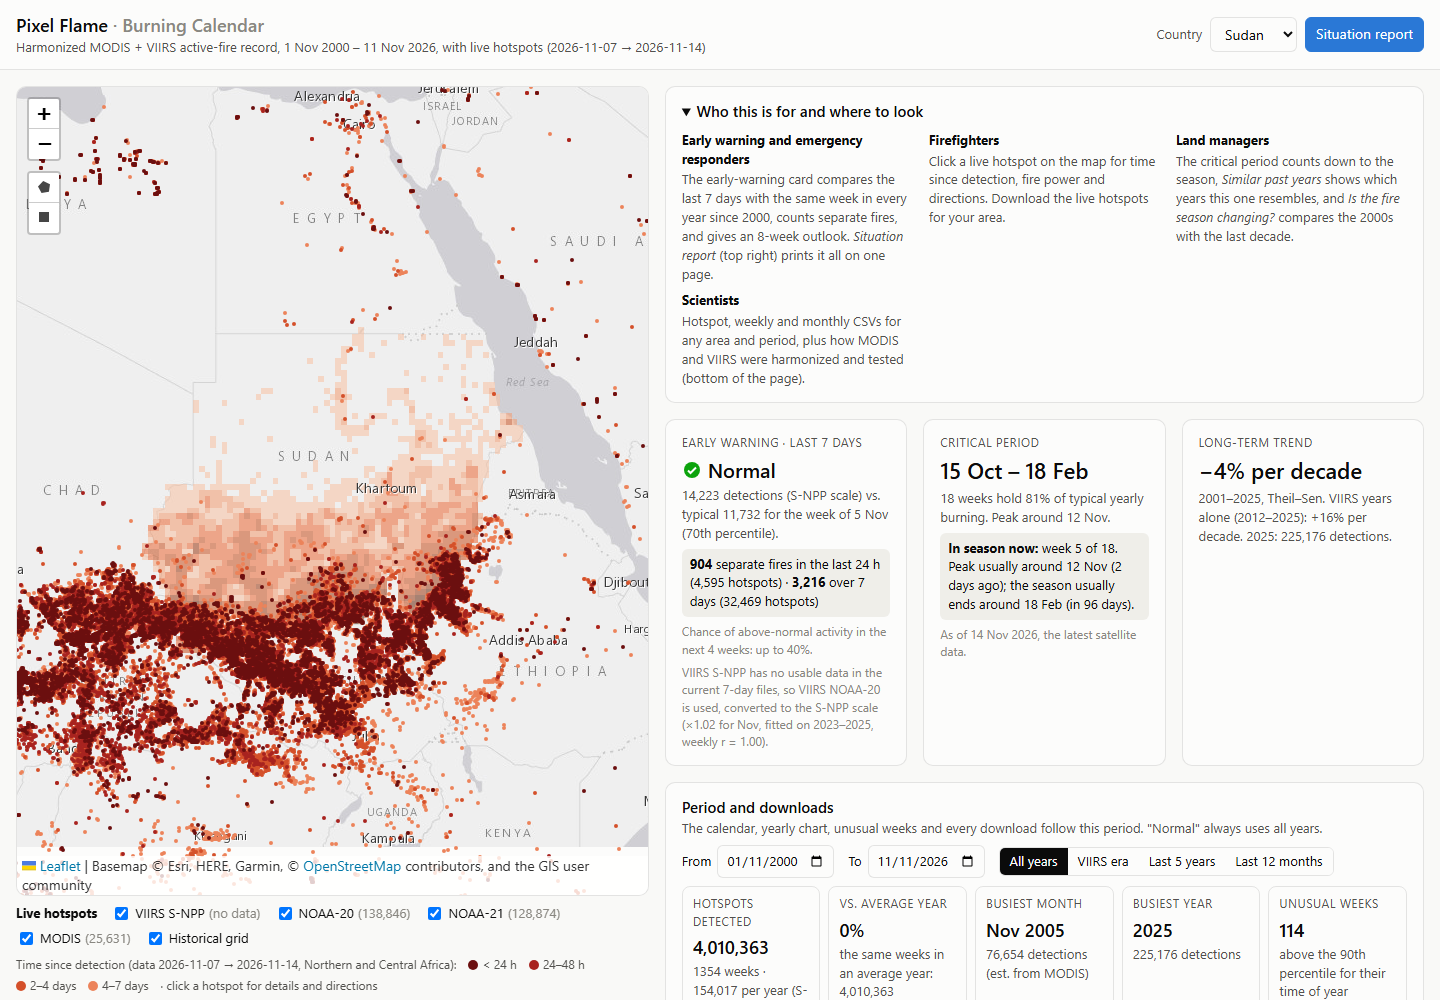 Pixel Flame · Burning Calendar
Harmonized MODIS + VIIRS active-fire record, 1 Nov 2000 – 11 Nov 2026, with live hotspots (2026-11-07 → 2026-11-14)
Country
Sudan
Situation report
+
−
Alexandria
Jerusalem
ISRAEL
JORDAN
Cairo
EGYPT
SAUDI A
Jeddah
Red Sea
SUDAN
CHAD
Khartoum
Asmara
Sa
Djibout
Harg
Addis Ababa
ETHIOPIA
UGANDA
KENYA
Kampala
Leaflet | Basemap © Esri, HERE, Garmin, © OpenStreetMap contributors, and the GIS user
community
Live hotspots
VIIRS S-NPP (no data)
NOAA-20 (138,846)
NOAA-21 (128,874)
MODIS (25,631)
Historical grid
Time since detection (data 2026-11-07 → 2026-11-14, Northern and Central Africa): < 24 h 24–48 h
2–4 days 4–7 days · click a hotspot for details and directions
▼ Who this is for and where to look
Early warning and emergency
responders
The early-warning card compares the
last 7 days with the same week in every
year since 2000, counts separate fires,
and gives an 8-week outlook. Situation
report (top right) prints it all on one
page.
Firefighters
Click a live hotspot on the map for time
since detection, fire power and
directions. Download the live hotspots
for your area.
Land managers
The critical period counts down to the
season, Similar past years shows which
years this one resembles, and Is the fire
season changing? compares the 2000s
with the last decade.
Scientists
Hotspot, weekly and monthly CSVs for
any area and period, plus how MODIS
and VIIRS were harmonized and tested
(bottom of the page).
EARLY WARNING · LAST 7 DAYS
Normal
14,223 detections (S-NPP scale) vs.
typical 11,732 for the week of 5 Nov
(70th percentile).
904 separate fires in the last 24 h
(4,595 hotspots) · 3,216 over 7
days (32,469 hotspots)
Chance of above-normal activity in the
next 4 weeks: up to 40%.
VIIRS S-NPP has no usable data in the
current 7-day files, so VIIRS NOAA-20
is used, converted to the S-NPP scale
(×1.02 for Nov, fitted on 2023–2025,
weekly r = 1.00).
CRITICAL PERIOD
15 Oct – 18 Feb
18 weeks hold 81% of typical yearly
burning. Peak around 12 Nov.
In season now: week 5 of 18.
Peak usually around 12 Nov (2
days ago); the season usually
ends around 18 Feb (in 96 days).
As of 14 Nov 2026, the latest satellite
data.
LONG-TERM TREND
−4% per decade
2001–2025, Theil–Sen. VIIRS years
alone (2012–2025): +16% per
decade. 2025: 225,176 detections.
Period and downloads
The calendar, yearly chart, unusual weeks and every download follow this period. "Normal" always uses all years.
From 01/11/2000 To 11/11/2026 All years VIIRS era Last 5 years Last 12 months
HOTSPOTS
DETECTED
4,010,363
1354 weeks ·
154,017 per year (S-
VS. AVERAGE YEAR
0%
the same weeks in
an average year:
4,010,363
BUSIEST MONTH
Nov 2005
76,654 detections
(est. from MODIS)
BUSIEST YEAR
2025
225,176 detections
UNUSUAL WEEKS
114
above the 90th
percentile for their
time of year